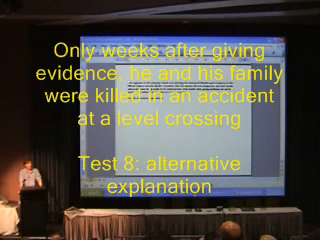 Only weeks after giving
evidence, he and his family
were killed in an accident
at a level crossing
Test 8: alternative
explanation